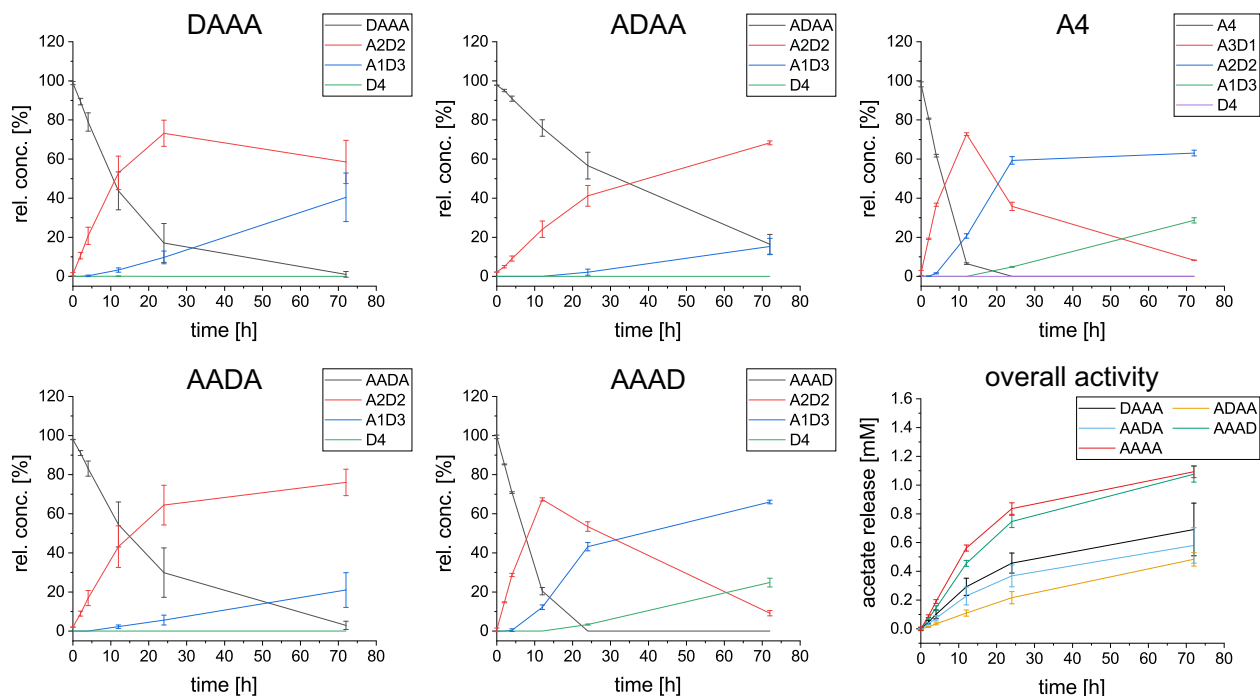 DAAA
DAAA
A2D2
A1D3
D4
rel. conc. [%]
120
100
80
60
40
20
0
0 10 20 30 40 50 60 70 80
time [h]
ADAA
ADAA
A2D2
A1D3
D4
rel. conc. [%]
120
100
80
60
40
20
0
0 10 20 30 40 50 60 70 80
time [h]
A4
A4
A3D1
A2D2
A1D3
D4
rel. conc. [%]
120
100
80
60
40
20
0
0 10 20 30 40 50 60 70 80
time [h]
AADA
AADA
A2D2
A1D3
D4
rel. conc. [%]
120
100
80
60
40
20
0
0 10 20 30 40 50 60 70 80
time [h]
AAAD
AAAD
A2D2
A1D3
D4
rel. conc. [%]
120
100
80
60
40
20
0
0 10 20 30 40 50 60 70 80
time [h]
overall activity
DAAA ADAA
AADA AAAD
AAAA
acetate release [mM]
1.6
1.4
1.2
1.0
0.8
0.6
0.4
0.2
0.0
0 10 20 30 40 50 60 70 80
time [h]